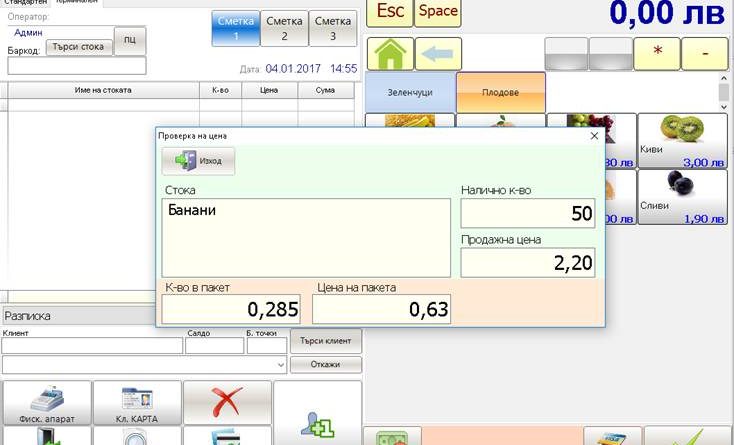 Стандартен Терминален
Оператор:
Админ
Баркод: Търси стока ПЦ
Сметка 1 Сметка 2 Сметка 3
Дата: 04.01.2017 14:55
Esc Space 0,00 лв
* -
Зеленчуци Плодове
Име на стоката К-во Цена Сума
Киви 3,00 лв
Сливи 1,90 лв
Проверка на цена
Изход
Стока
Банани
Налично к-во
50
Продажна цена
2,20
К-во в пакет
0,285
Цена на пакета
0,63
Разписка
Клиент Салдо Б. точки
Търси клиент
Откажи
Фиск. апарат Кл. КАРТА